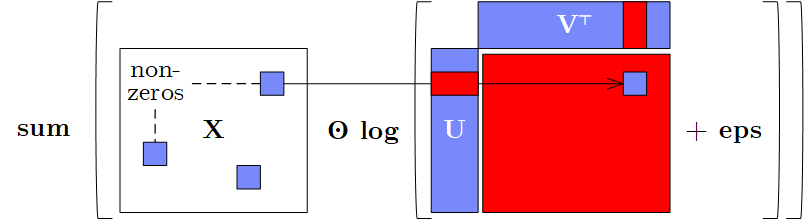 V⊤
non-
zeros
sum ( X ⊙ log ( U + eps ) )